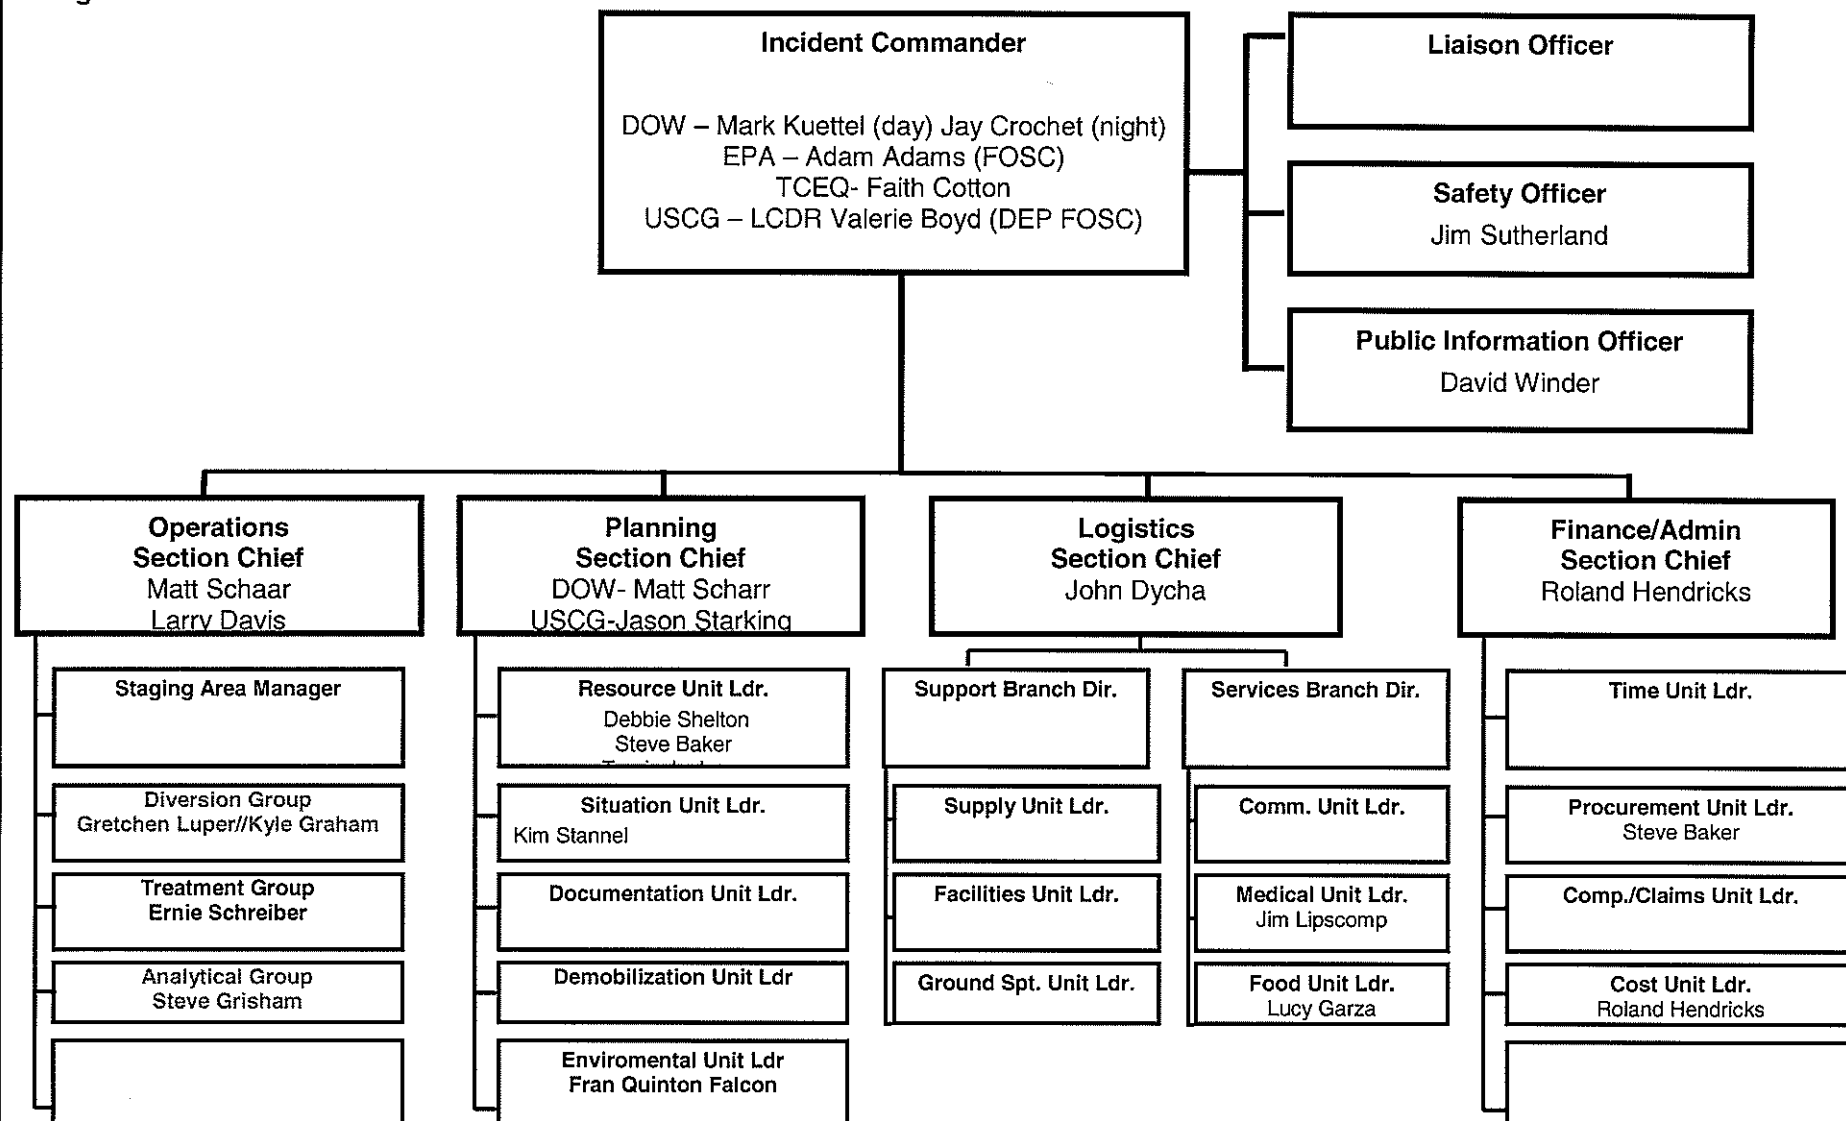 Incident Commander
DOW – Mark Kuettel (day) Jay Crochet (night)
EPA – Adam Adams (FOSC)
TCEQ- Faith Cotton
USCG – LCDR Valerie Boyd (DEP FOSC)
Liaison Officer
Safety Officer
Jim Sutherland
Public Information Officer
David Winder
Operations
Section Chief
Matt Schaar
Larry Davis
Planning
Section Chief
DOW- Matt Scharr
USCG-Jason Starking
Logistics
Section Chief
John Dycha
Finance/Admin
Section Chief
Roland Hendricks
Staging Area Manager
Diversion Group
Gretchen Luper//Kyle Graham
Treatment Group
Ernie Schreiber
Analytical Group
Steve Grisham
Resource Unit Ldr.
Debbie Shelton
Steve Baker
Situation Unit Ldr.
Kim Stannel
Documentation Unit Ldr.
Demobilization Unit Ldr
Enviromental Unit Ldr
Fran Quinton Falcon
Support Branch Dir.
Supply Unit Ldr.
Facilities Unit Ldr.
Ground Spt. Unit Ldr.
Services Branch Dir.
Comm. Unit Ldr.
Medical Unit Ldr.
Jim Lipscomp
Food Unit Ldr.
Lucy Garza
Time Unit Ldr.
Procurement Unit Ldr.
Steve Baker
Comp./Claims Unit Ldr.
Cost Unit Ldr.
Roland Hendricks